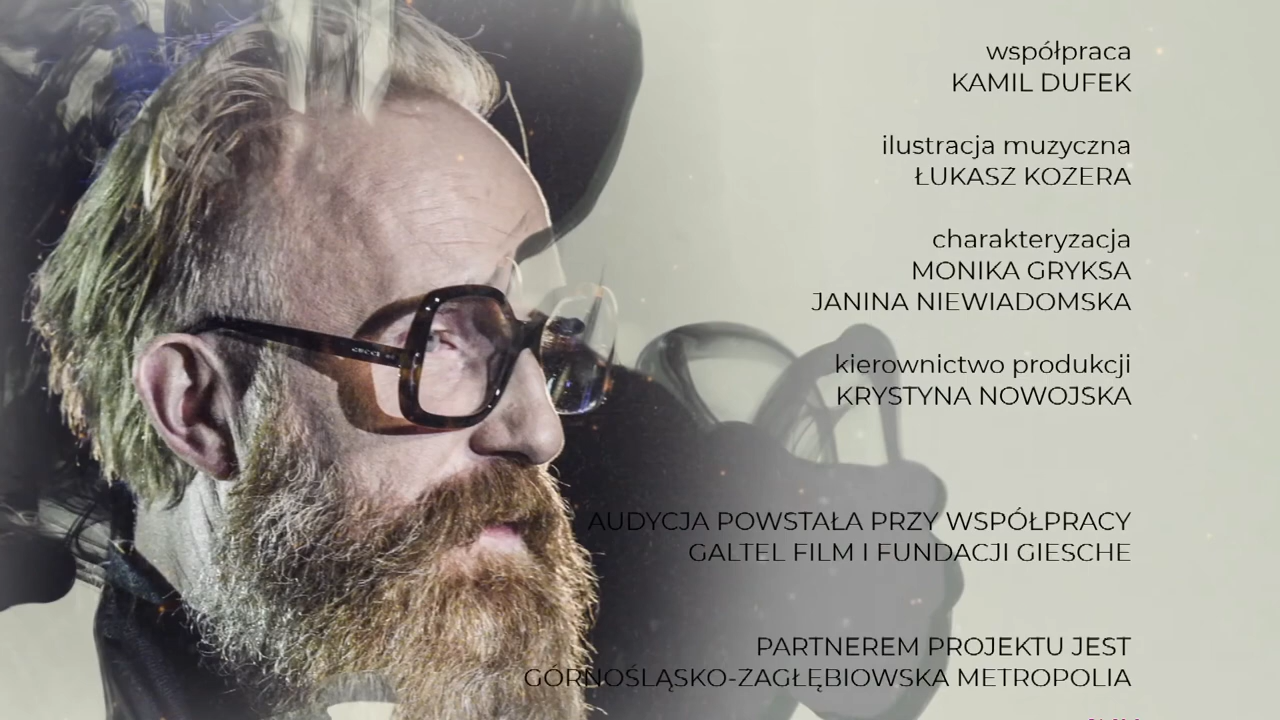 współpraca
KAMIL DUFEK
ilustracja muzyczna
ŁUKASZ KOZERA
charakteryzacja
MONIKA GRYKSA
JANINA NIEWIADOMSKA
kierownictwo produkcji
KRYSTYNA NOWOJSKA
AUDYCJA POWSTAŁA PRZY WSPÓŁPRACY
GALTEL FILM I FUNDACJI GIESCHE
PARTNEREM PROJEKTU JEST
GÓRNOŚLĄSKO-ZAGŁĘBIOWSKA METROPOLIA